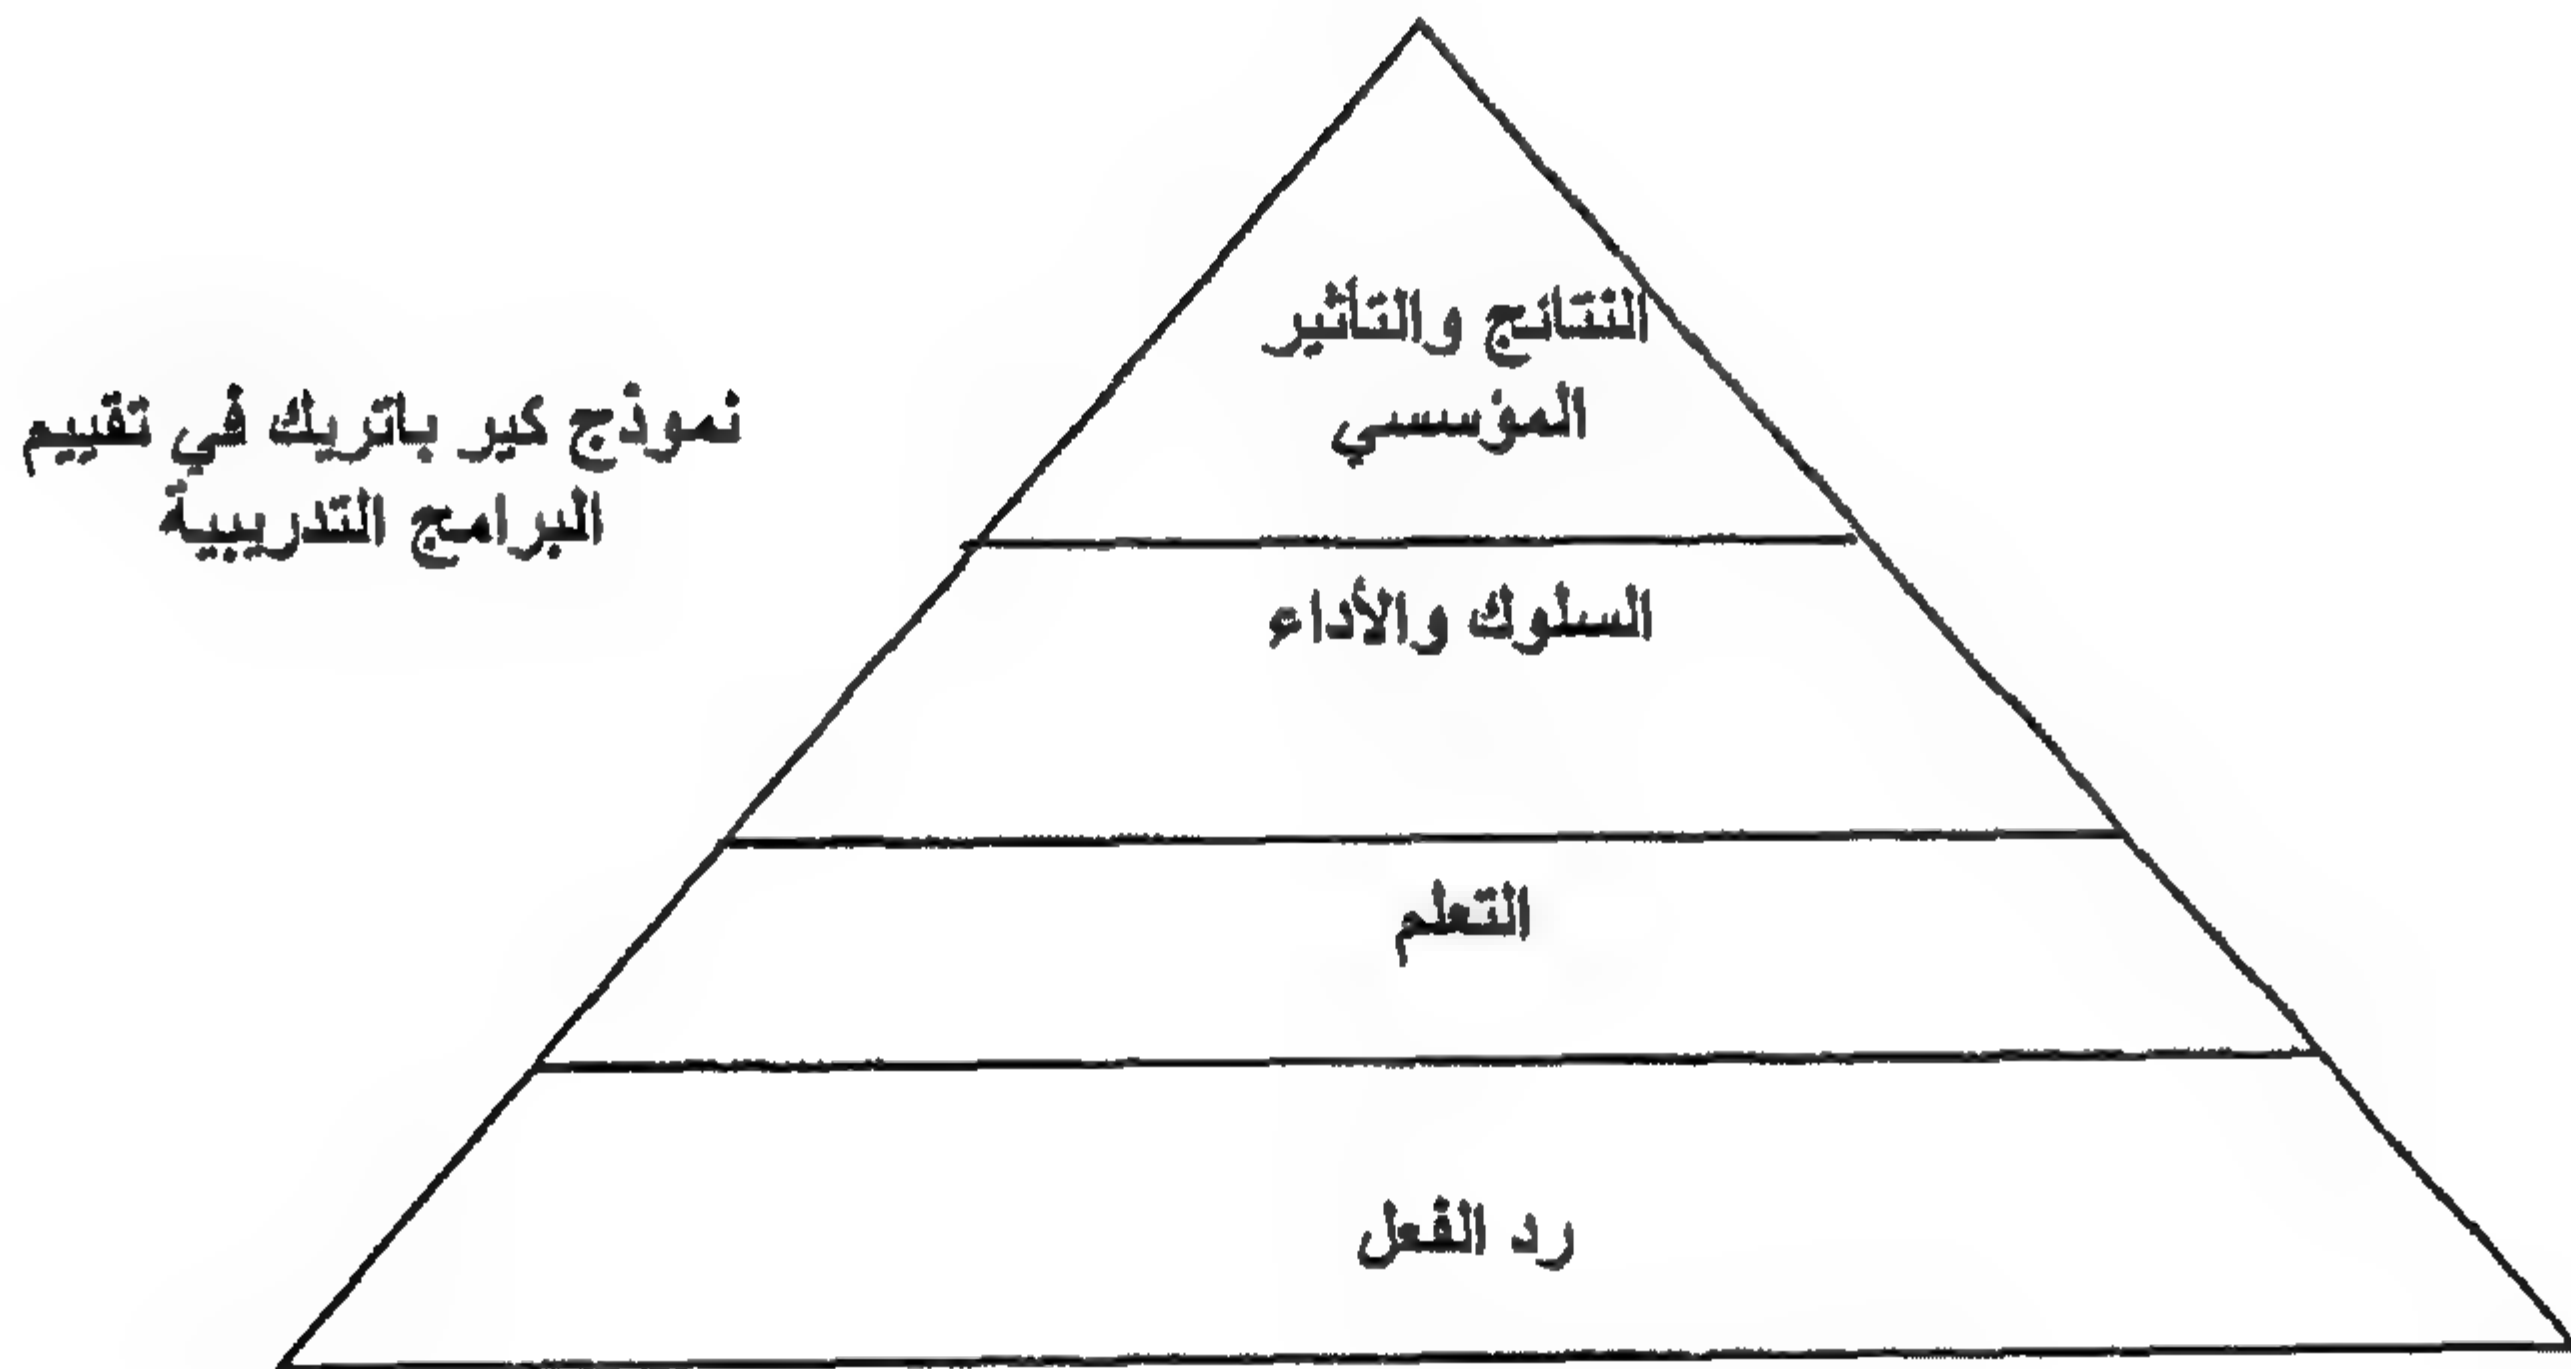 النتائج والتأثير
المؤسسي
نموذج كير باتريك في تقييم
البرامج التدريبية
السلوك والأداء
التعلم
رد الفعل